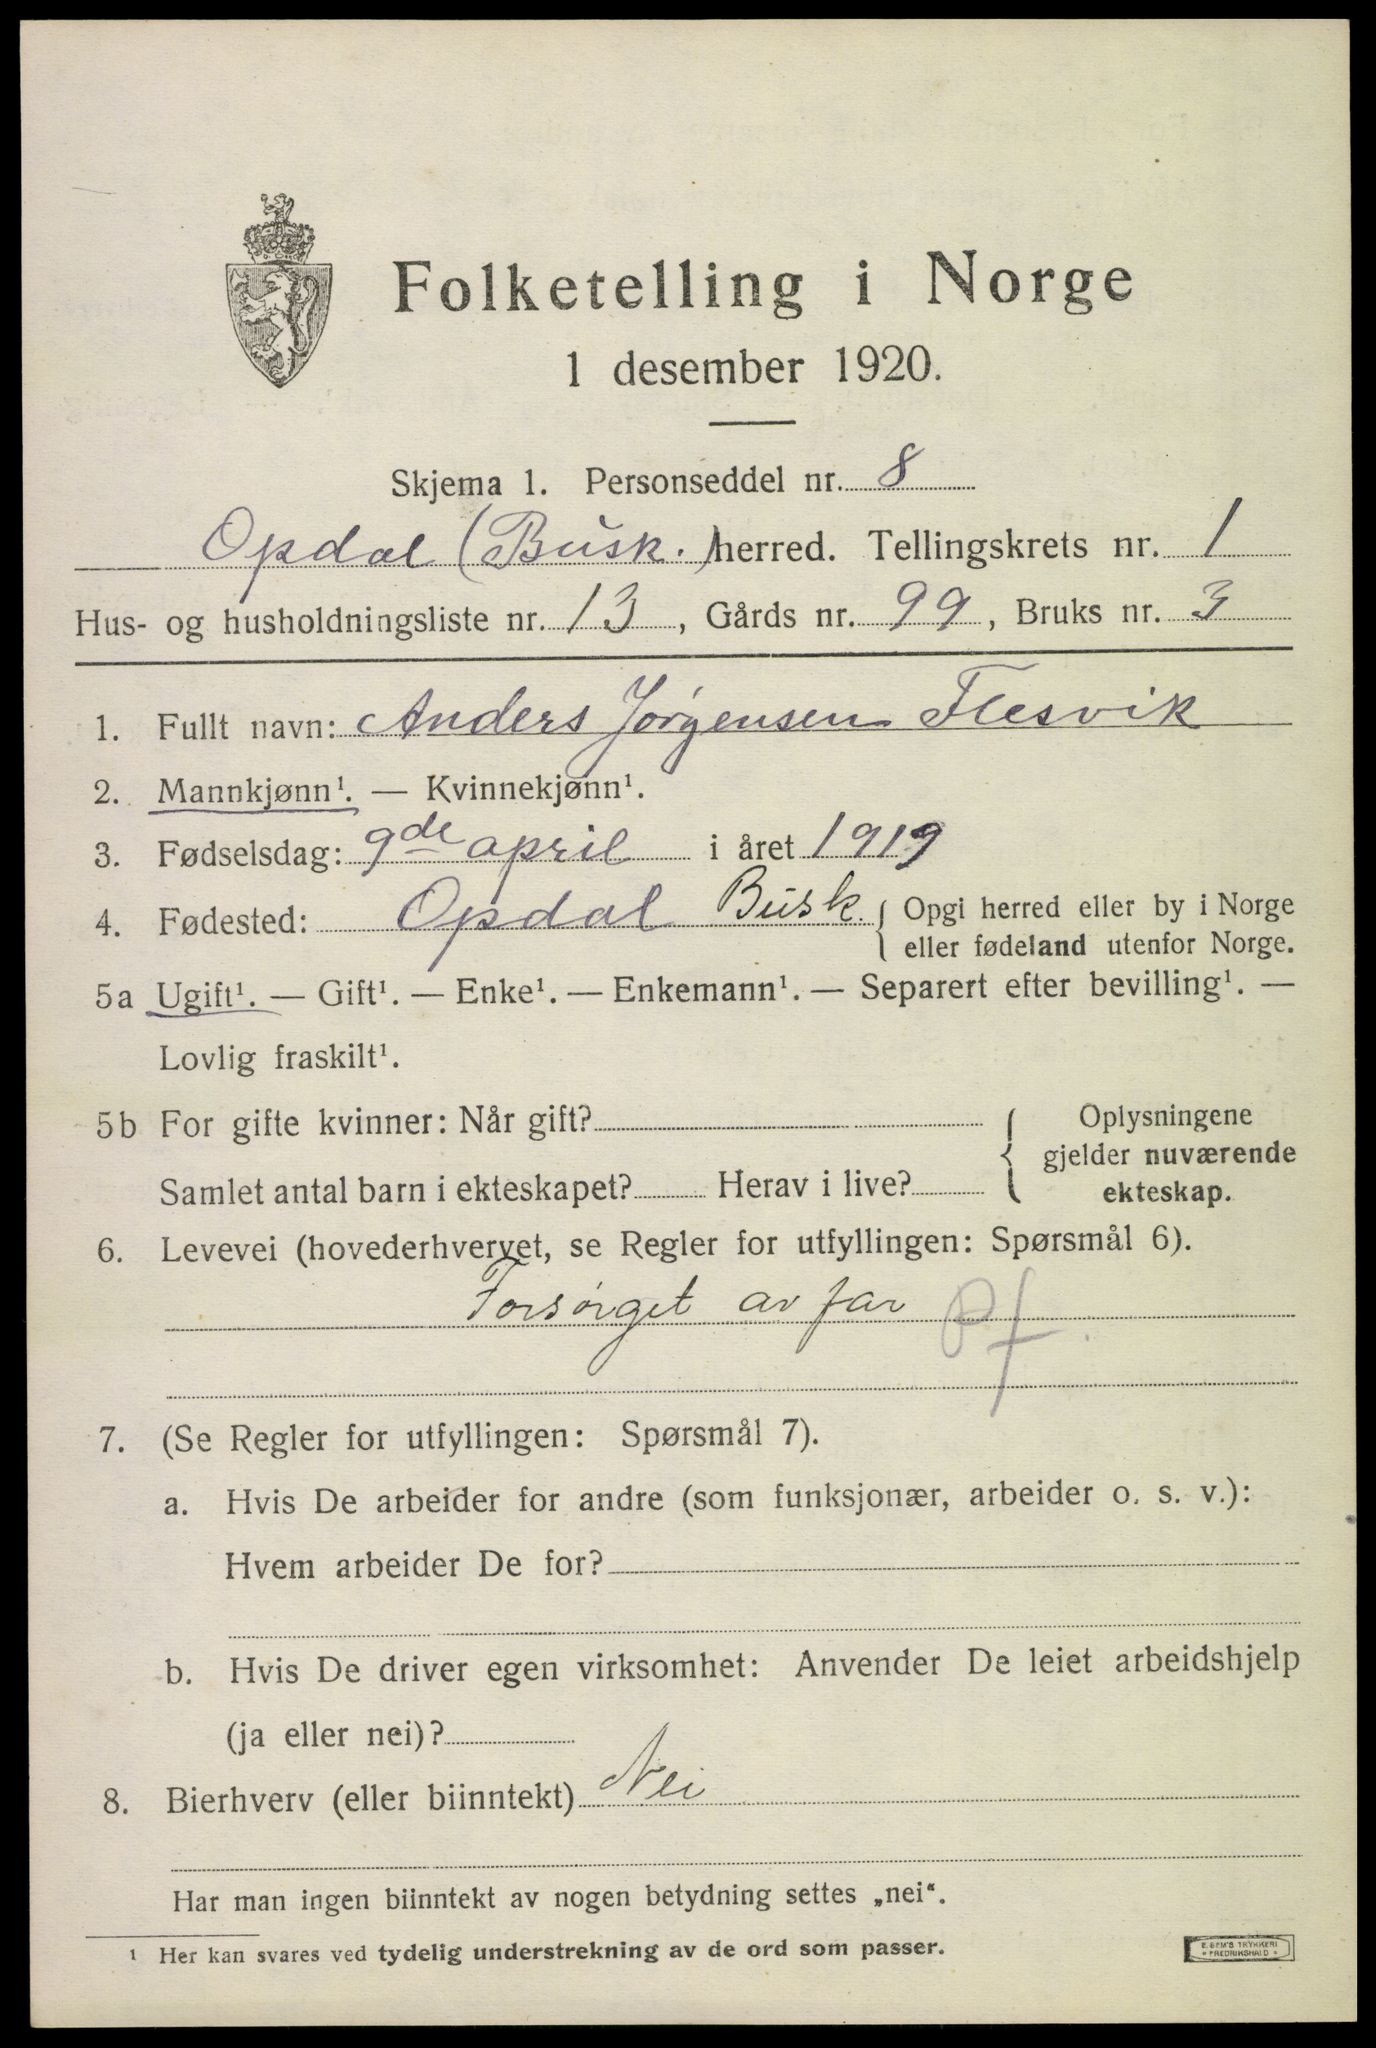 Folketelling i Norge
1 desember 1920.
Skjema 1. Personseddel nr. 8
Opdal (Busk.) herred. Tellingskrets nr. 1
Hus- og husholdningsliste nr. 13, Gårds nr. 99, Bruks nr. 3
1. Fullt navn: Anders Jørgensen Flesvik
2. Mannkjønn¹. — Kvinnekjønn¹.
3. Fødselsdag: 9de april i året 1919
4. Fødested: Opdal Busk. { Opgi herred eller by i Norge
eller fødeland utenfor Norge.
5a Ugift¹. — Gift¹. — Enke¹. — Enkemann¹. — Separert efter bevilling¹. —
Lovlig fraskilt¹.
5b For gifte kvinner: Når gift? { Oplysningene
gjelder nuværende
Samlet antal barn i ekteskapet? Herav i live? ekteskap.
6. Levevei (hovederhvervet, se Regler for utfyllingen: Spørsmål 6).
Forsørget av far pf
7. (Se Regler for utfyllingen: Spørsmål 7).
a. Hvis De arbeider for andre (som funksjonær, arbeider o. s. v.):
Hvem arbeider De for?
b. Hvis De driver egen virksomhet: Anvender De leiet arbeidshjelp
(ja eller nei)?
8. Bierhverv (eller biinntekt) Nei
Har man ingen biinntekt av nogen betydning settes „nei“.
¹ Her kan svares ved tydelig understrekning av de ord som passer.
E. SEM'S TRYKKERI
• FREDRIKSHALD •